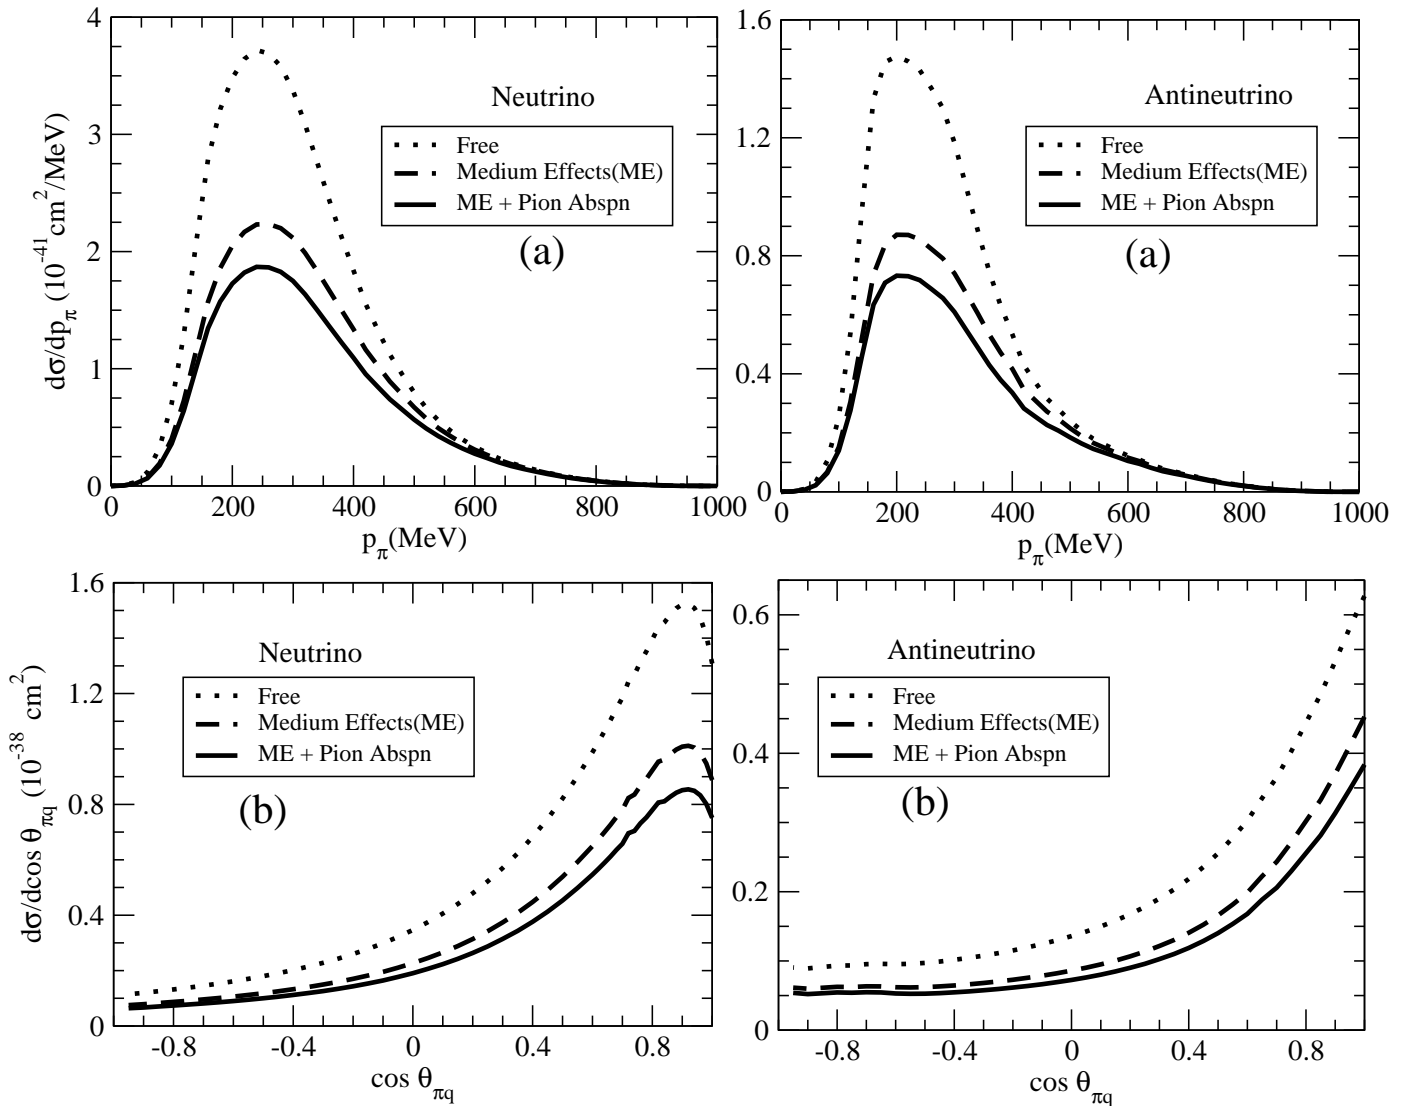 4
3
2
1
0
dσ/dp_π (10^-41 cm^2/MeV)
Neutrino
Free
Medium Effects(ME)
ME + Pion Abspn
(a)
0 200 400 600 800 1000
p_π(MeV)
1.6
1.2
0.8
0.4
0
Antineutrino
Free
Medium Effects(ME)
ME + Pion Abspn
(a)
0 200 400 600 800 1000
p_π(MeV)
1.6
1.2
0.8
0.4
0
dσ/dcos θ_πq (10^-38 cm^2)
Neutrino
Free
Medium Effects(ME)
ME + Pion Abspn
(b)
-0.8 -0.4 0 0.4 0.8
cos θ_πq
0.6
0.4
0.2
0
Antineutrino
Free
Medium Effects(ME)
ME + Pion Abspn
(b)
-0.8 -0.4 0 0.4 0.8
cos θ_πq